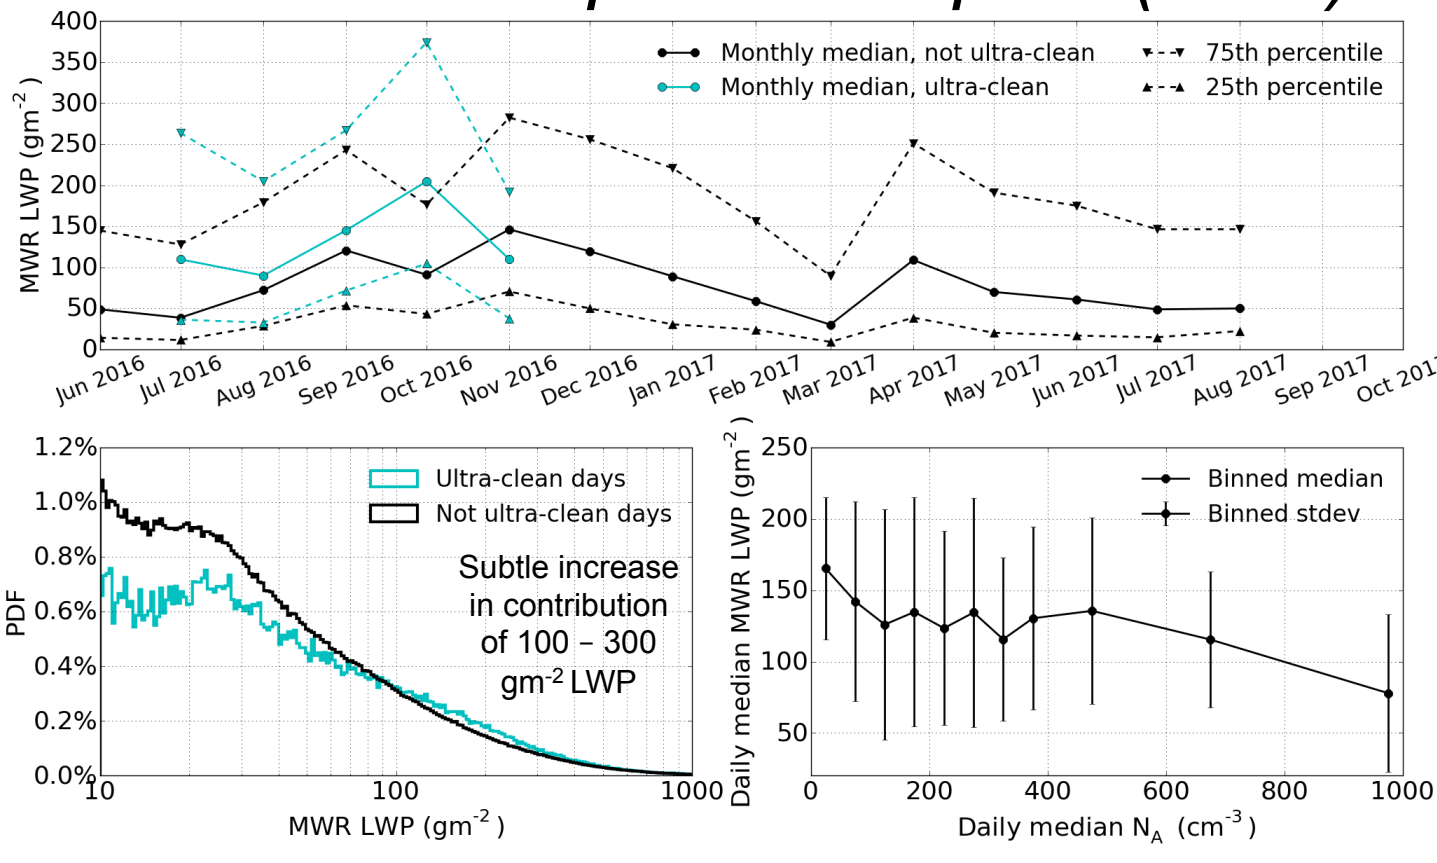 400
350
300
250
200
150
100
50
0
MWR LWP (gm-2)
Monthly median, not ultra-clean
Monthly median, ultra-clean
75th percentile
25th percentile
Jun 2016
Jul 2016
Aug 2016
Sep 2016
Oct 2016
Nov 2016
Dec 2016
Jan 2017
Feb 2017
Mar 2017
Apr 2017
May 2017
Jun 2017
Jul 2017
Aug 2017
Sep 2017
Oct 201
1.2%
1.0%
0.8%
0.6%
0.4%
0.2%
0.0%
PDF
Ultra-clean days
Not ultra-clean days
Subtle increase
in contribution
of 100 – 300
gm-2 LWP
10
100
1000
MWR LWP (gm-2)
250
200
150
100
50
Daily median MWR LWP (gm-2)
Binned median
Binned stdev
0
200
400
600
800
1000
Daily median NA (cm-3)